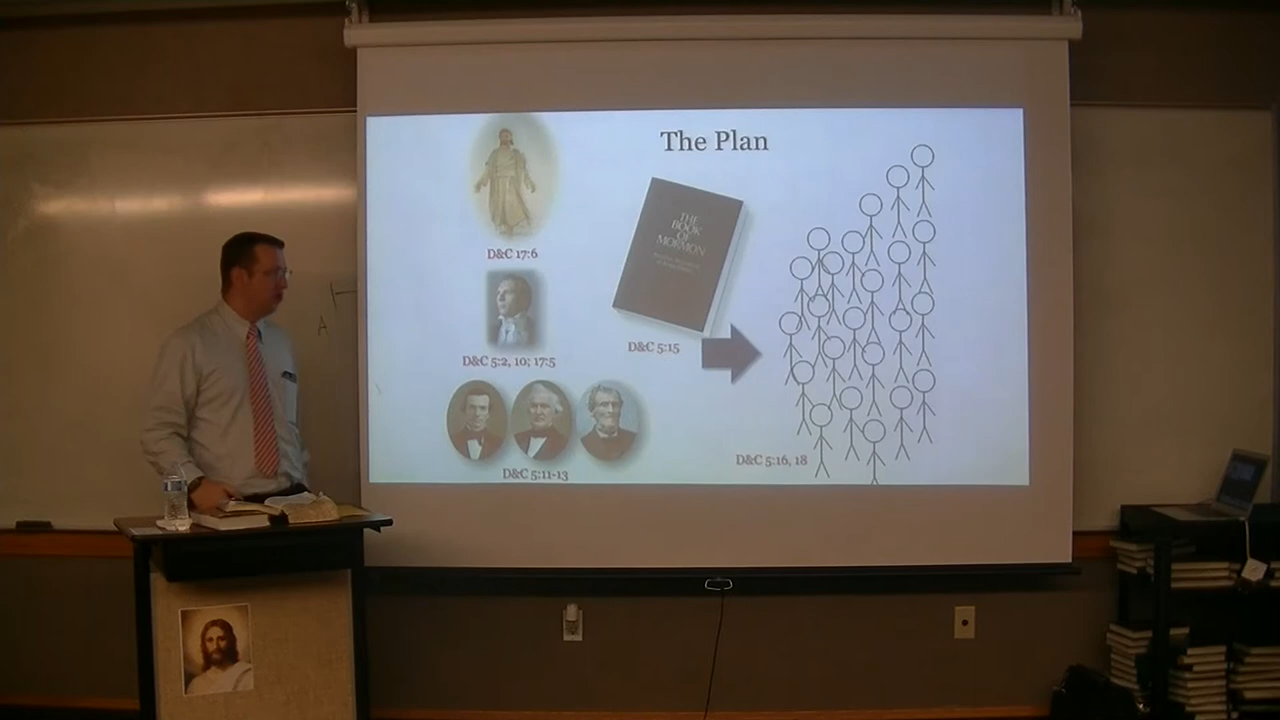 The Plan
D&C 17:6
THE
BOOK
OF
MORMON
D&C 5:15
D&C 5:2, 10; 17:5
D&C 5:11-13
D&C 5:16, 18
A